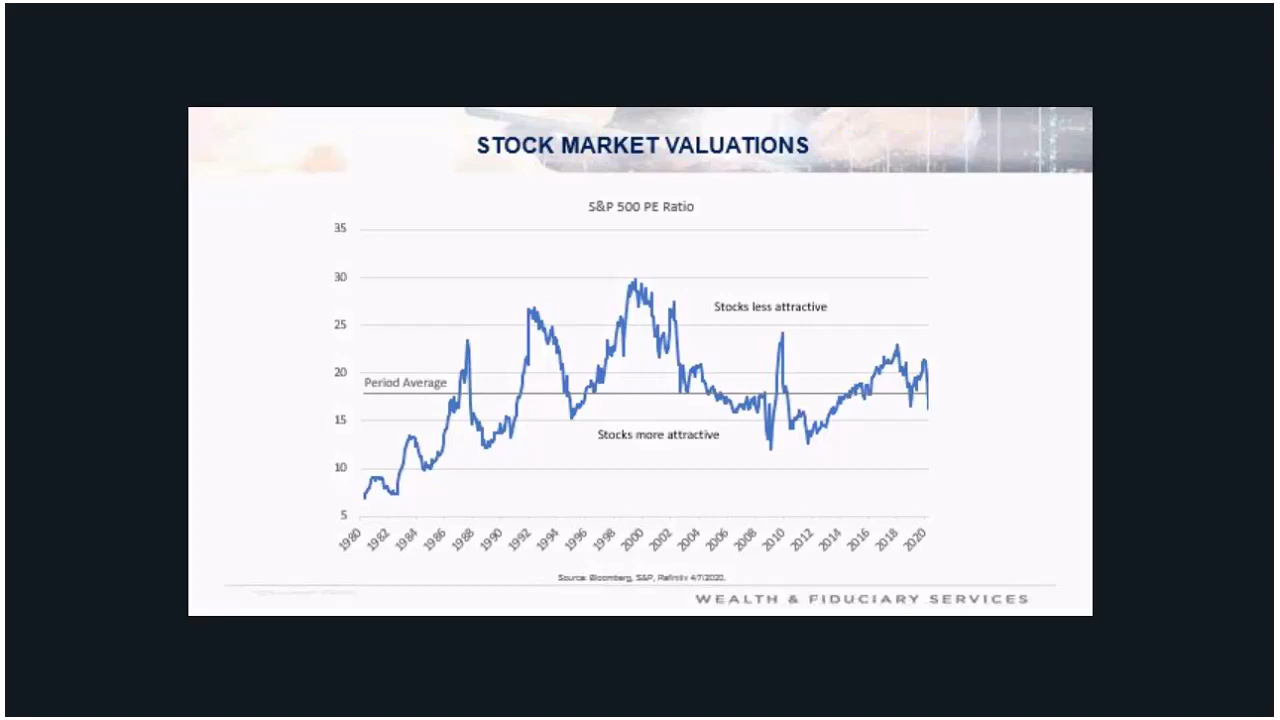 STOCK MARKET VALUATIONS
S&P 500 PE Ratio
35
30
Stocks less attractive
25
20
Period Average
15
Stocks more attractive
10
5
1980 1982 1984 1986 1988 1990 1992 1994 1996 1998 2000 2002 2004 2006 2008 2010 2012 2014 2016 2018 2020
Source: Bloomberg, S&P, Refinitiv 4/7/2020.
WEALTH & FIDUCIARY SERVICES